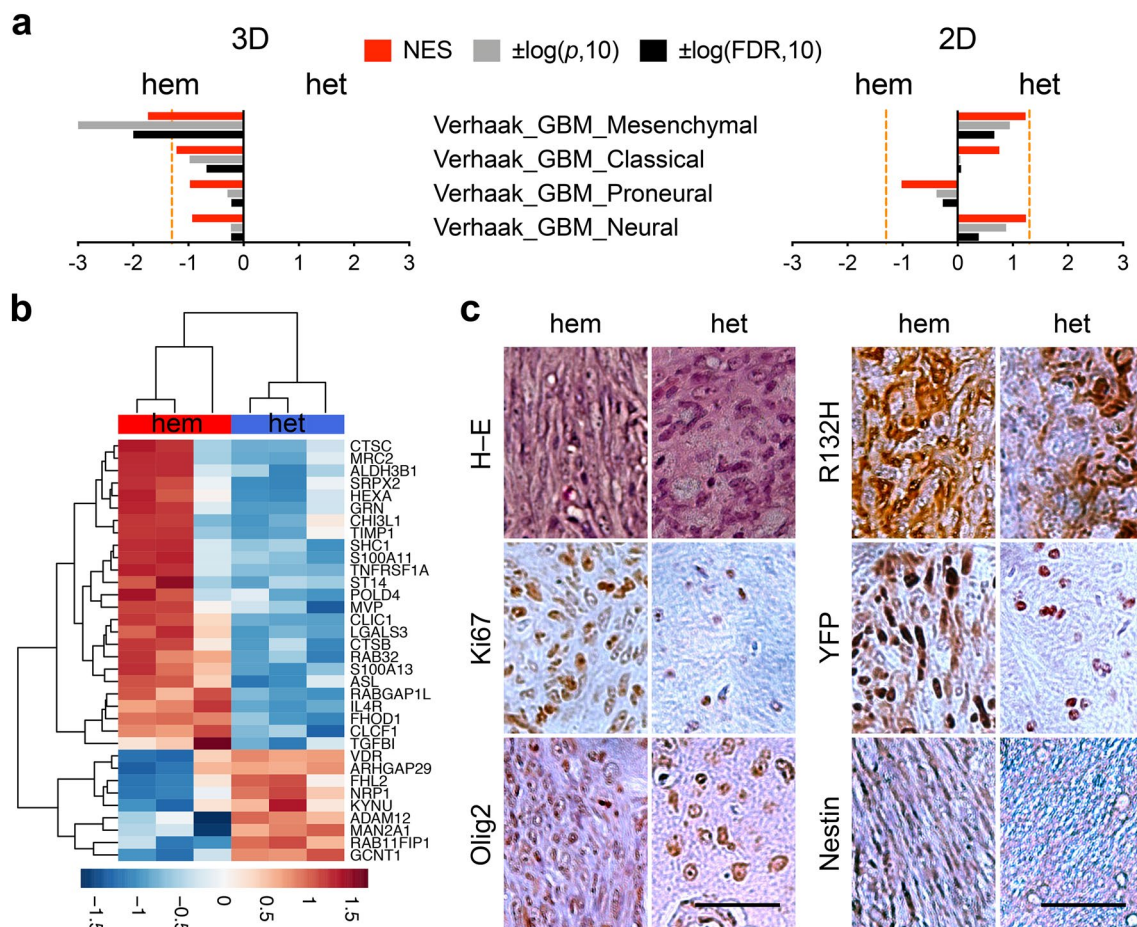 a
3D
NES ±log(p,10) ±log(FDR,10)
2D
hem het
hem het
Verhaak_GBM_Mesenchymal
Verhaak_GBM_Classical
Verhaak_GBM_Proneural
Verhaak_GBM_Neural
-3 -2 -1 0 1 2 3
-3 -2 -1 0 1 2 3
b
hem het
CTSC
MRC2
ALDH3B1
SRPX2
HEXA
GRN
CHI3L1
TIMP1
SHC1
S100A11
TNFRSF1A
ST14
POLD4
MVP
CLIC1
LGALS3
CTSB
RAB32
S100A13
ASL
RABGAP1L
IL4R
FHOD1
CLCF1
TGFBI
VDR
ARHGAP29
FHL2
NRP1
KYNU
ADAM12
MAN2A1
RAB11FIP1
GCNT1
-1.5 -1 -0.5 0 0.5 1 1.5
c
hem het
hem het
H–E
R132H
Ki67
YFP
Olig2
Nestin